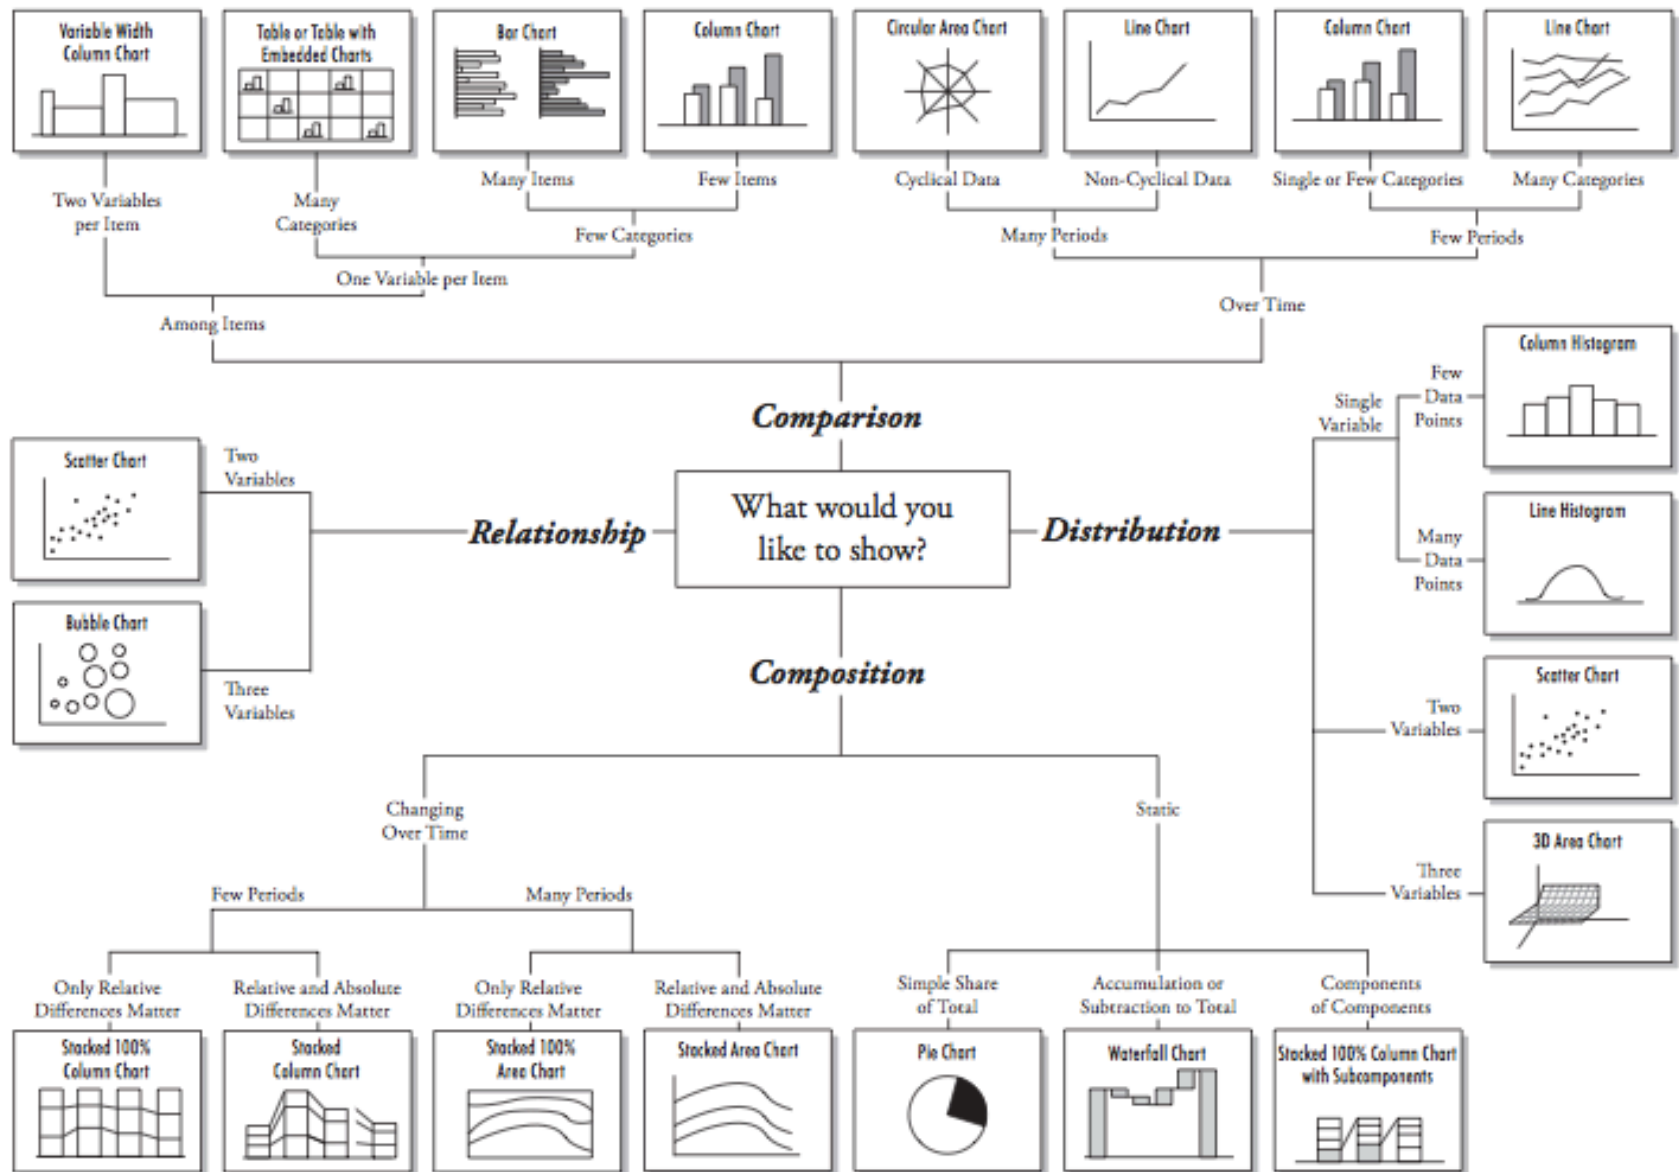 Variable Width
Column Chart
Table or Table with
Embedded Charts
Bar Chart
Column Chart
Circular Area Chart
Line Chart
Column Chart
Line Chart
Two Variables
per Item
Many
Categories
Many Items
Few Items
Cyclical Data
Non-Cyclical Data
Single or Few Categories
Many Categories
Few Categories
Many Periods
Few Periods
One Variable per Item
Among Items
Over Time
Comparison
What would you
like to show?
Relationship
Two
Variables
Scatter Chart
Three
Variables
Bubble Chart
Distribution
Single
Variable
Few
Data
Points
Column Histogram
Many
Data
Points
Line Histogram
Two
Variables
Scatter Chart
Three
Variables
3D Area Chart
Composition
Changing
Over Time
Static
Few Periods
Many Periods
Only Relative
Differences Matter
Relative and Absolute
Differences Matter
Only Relative
Differences Matter
Relative and Absolute
Differences Matter
Simple Share
of Total
Accumulation or
Subtraction to Total
Components
of Components
Stacked 100%
Column Chart
Stacked
Column Chart
Stacked 100%
Area Chart
Stacked Area Chart
Pie Chart
Waterfall Chart
Stacked 100% Column Chart
with Subcomponents